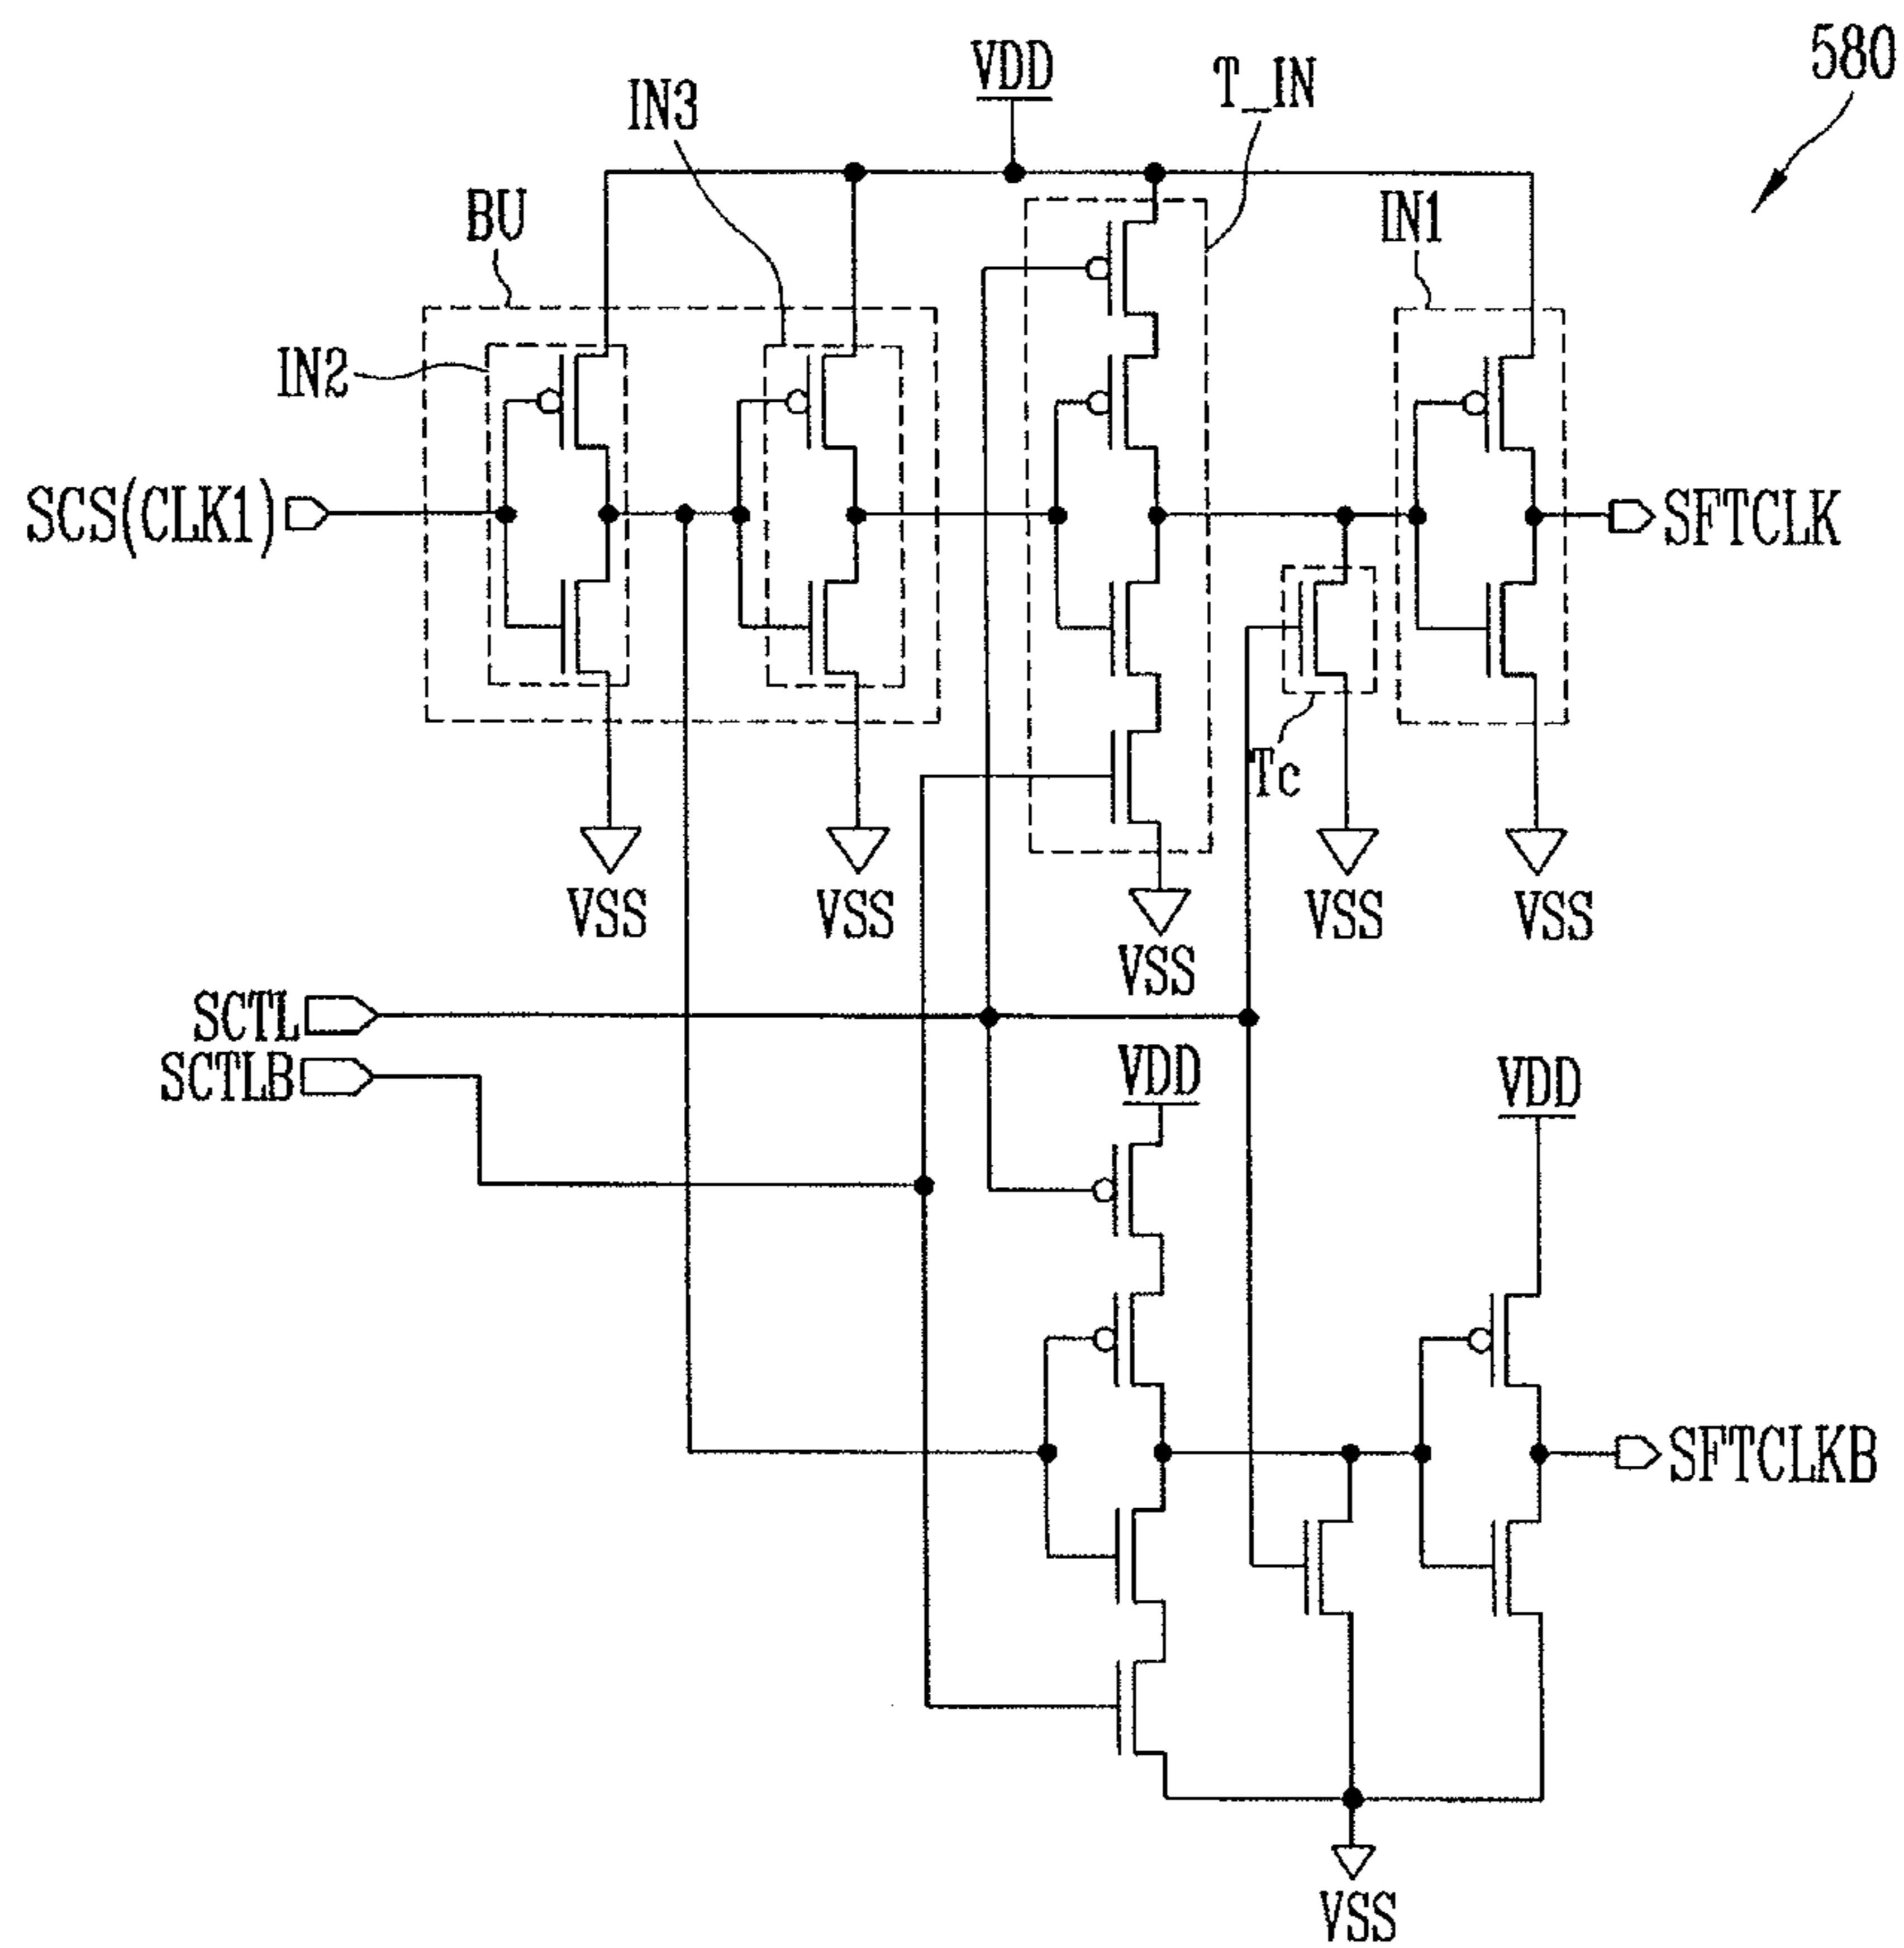 580
VDD
T_IN
IN3
BU
IN1
IN2
SCS(CLK1)
SFTCLK
Tc
VSS
VSS
VSS
VSS
VSS
SCTL
SCTLB
VDD
VDD
SFTCLKB
VSS